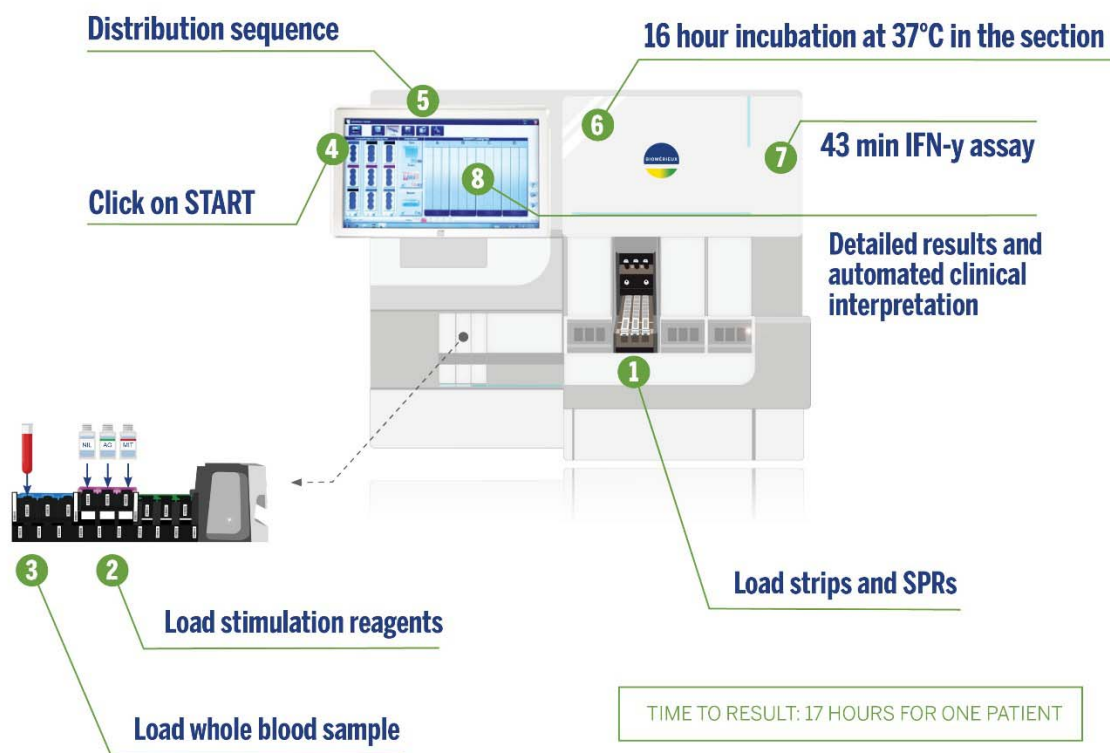 Distribution sequence
16 hour incubation at 37°C in the section
5
6
4
7
43 min IFN-y assay
BIOMÉRIEUX
8
Click on START
Detailed results and
automated clinical
interpretation
1
NIL
AG
MIT
3
2
Load strips and SPRs
Load stimulation reagents
Load whole blood sample
TIME TO RESULT: 17 HOURS FOR ONE PATIENT